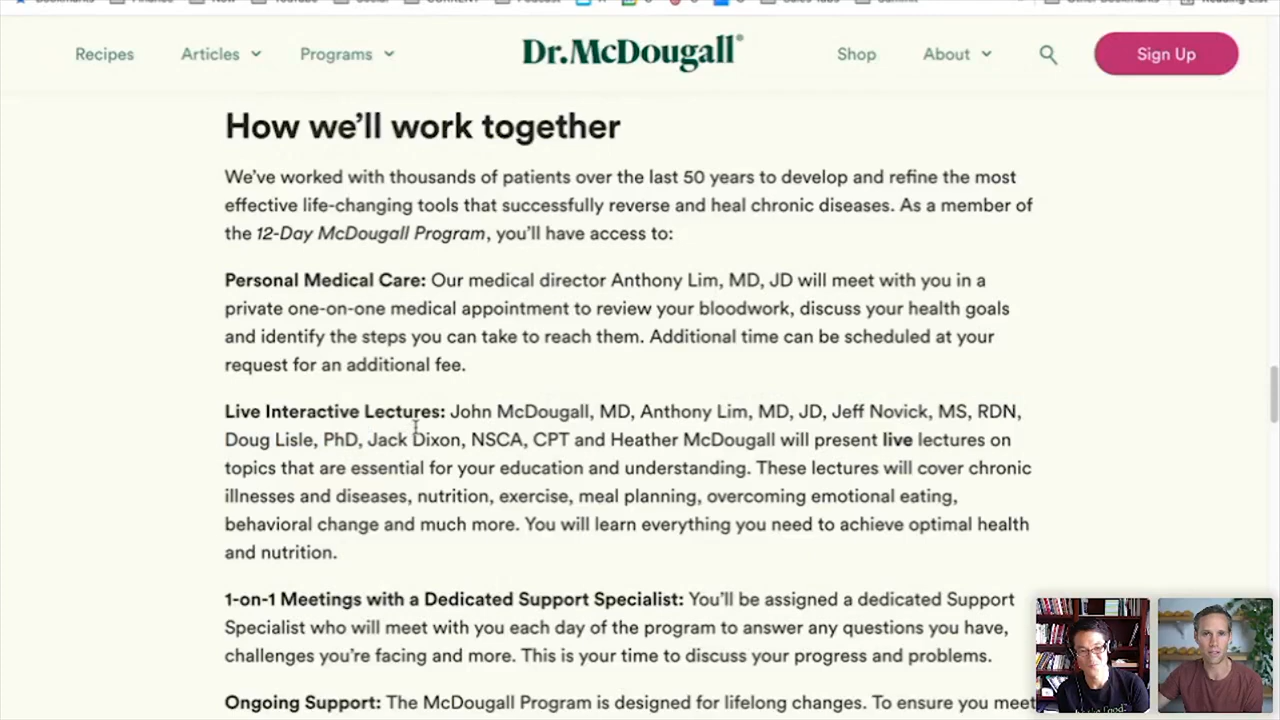 Bookmarks
Other Bookmarks
Reading List
Recipes Articles Programs Dr.McDougall® Shop About Sign Up
How we'll work together
We've worked with thousands of patients over the last 50 years to develop and refine the most
effective life-changing tools that successfully reverse and heal chronic diseases. As a member of
the 12-Day McDougall Program, you'll have access to:
Personal Medical Care: Our medical director Anthony Lim, MD, JD will meet with you in a
private one-on-one medical appointment to review your bloodwork, discuss your health goals
and identify the steps you can take to reach them. Additional time can be scheduled at your
request for an additional fee.
Live Interactive Lectures: John McDougall, MD, Anthony Lim, MD, JD, Jeff Novick, MS, RDN,
Doug Lisle, PhD, Jack Dixon, NSCA, CPT and Heather McDougall will present live lectures on
topics that are essential for your education and understanding. These lectures will cover chronic
illnesses and diseases, nutrition, exercise, meal planning, overcoming emotional eating,
behavioral change and much more. You will learn everything you need to achieve optimal health
and nutrition.
1-on-1 Meetings with a Dedicated Support Specialist: You'll be assigned a dedicated Support
Specialist who will meet with you each day of the program to answer any questions you have,
challenges you're facing and more. This is your time to discuss your progress and problems.
Ongoing Support: The McDougall Program is designed for lifelong changes. To ensure you meet